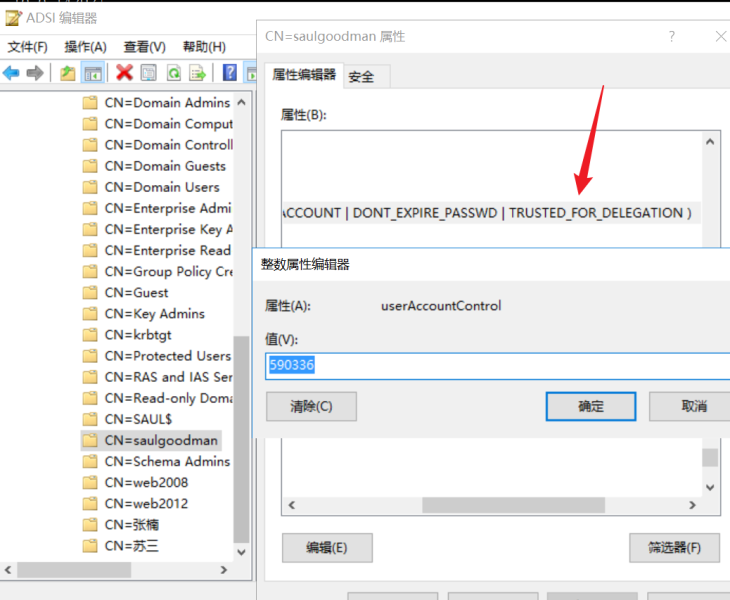 ADSI 编辑器
文件(F) 操作(A) 查看(V) 帮助(H)
CN=Domain Admins
CN=Domain Comput
CN=Domain Controll
CN=Domain Guests
CN=Domain Users
CN=Enterprise Admi
CN=Enterprise Key A
CN=Enterprise Read
CN=Group Policy Cre
CN=Guest
CN=Key Admins
CN=krbtgt
CN=Protected Users
CN=RAS and IAS Ser
CN=Read-only Doma
CN=SAUL$
CN=saulgoodman
CN=Schema Admins
CN=web2008
CN=web2012
CN=张楠
CN=苏三
CN=saulgoodman 属性
属性编辑器 安全
属性(B):
ACCOUNT | DONT_EXPIRE_PASSWD | TRUSTED_FOR_DELEGATION )
整数属性编辑器
属性(A): userAccountControl
值(V):
590336
清除(C) 确定 取消
编辑(E) 筛选器(F)